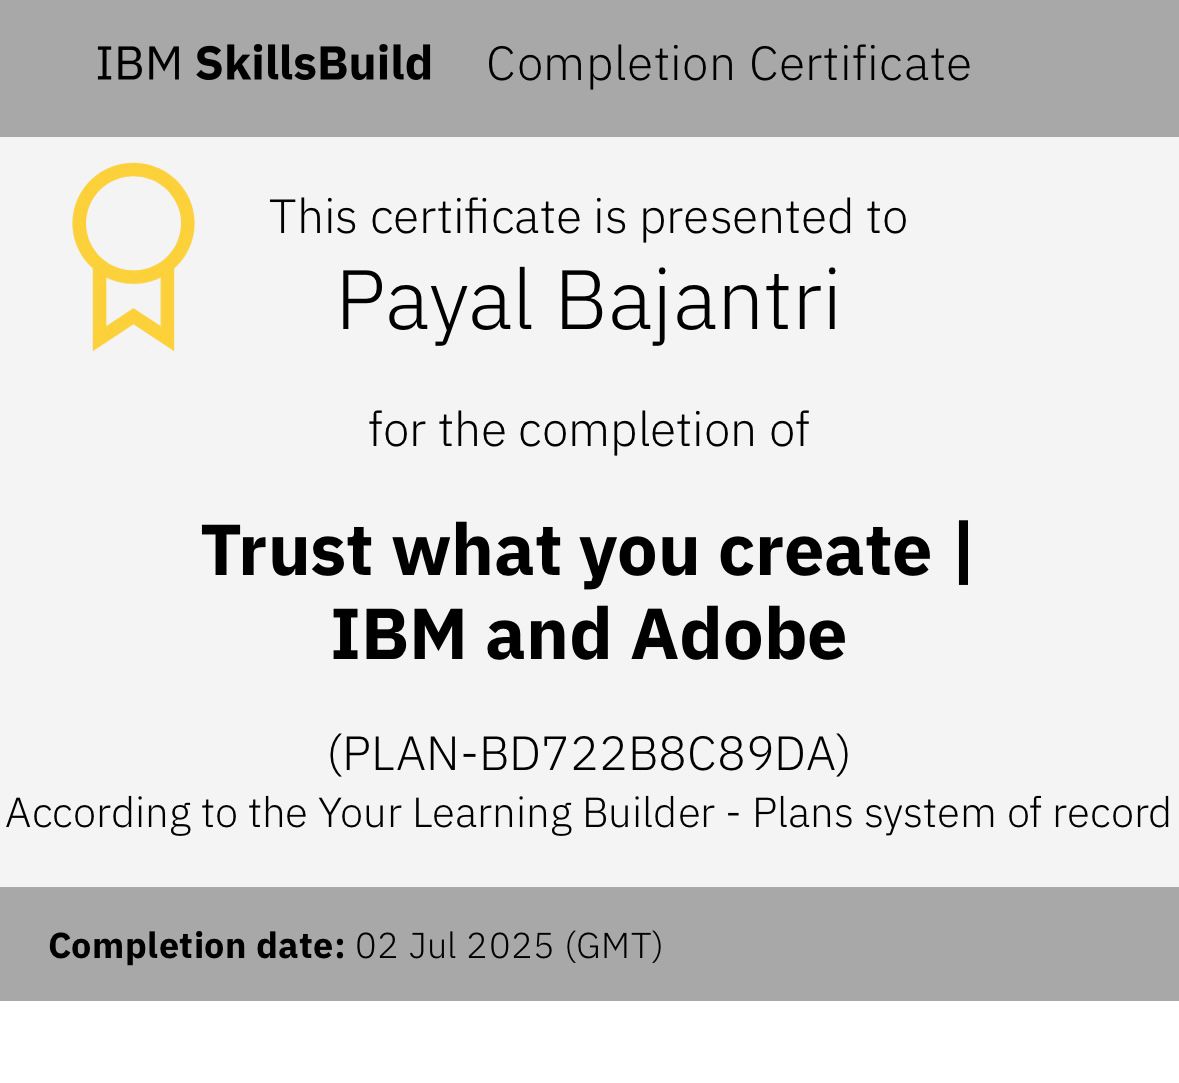 IBM SkillsBuild Completion Certificate
This certificate is presented to
Payal Bajantri
for the completion of
Trust what you create |
IBM and Adobe
(PLAN-BD722B8C89DA)
According to the Your Learning Builder - Plans system of record
Completion date: 02 Jul 2025 (GMT)